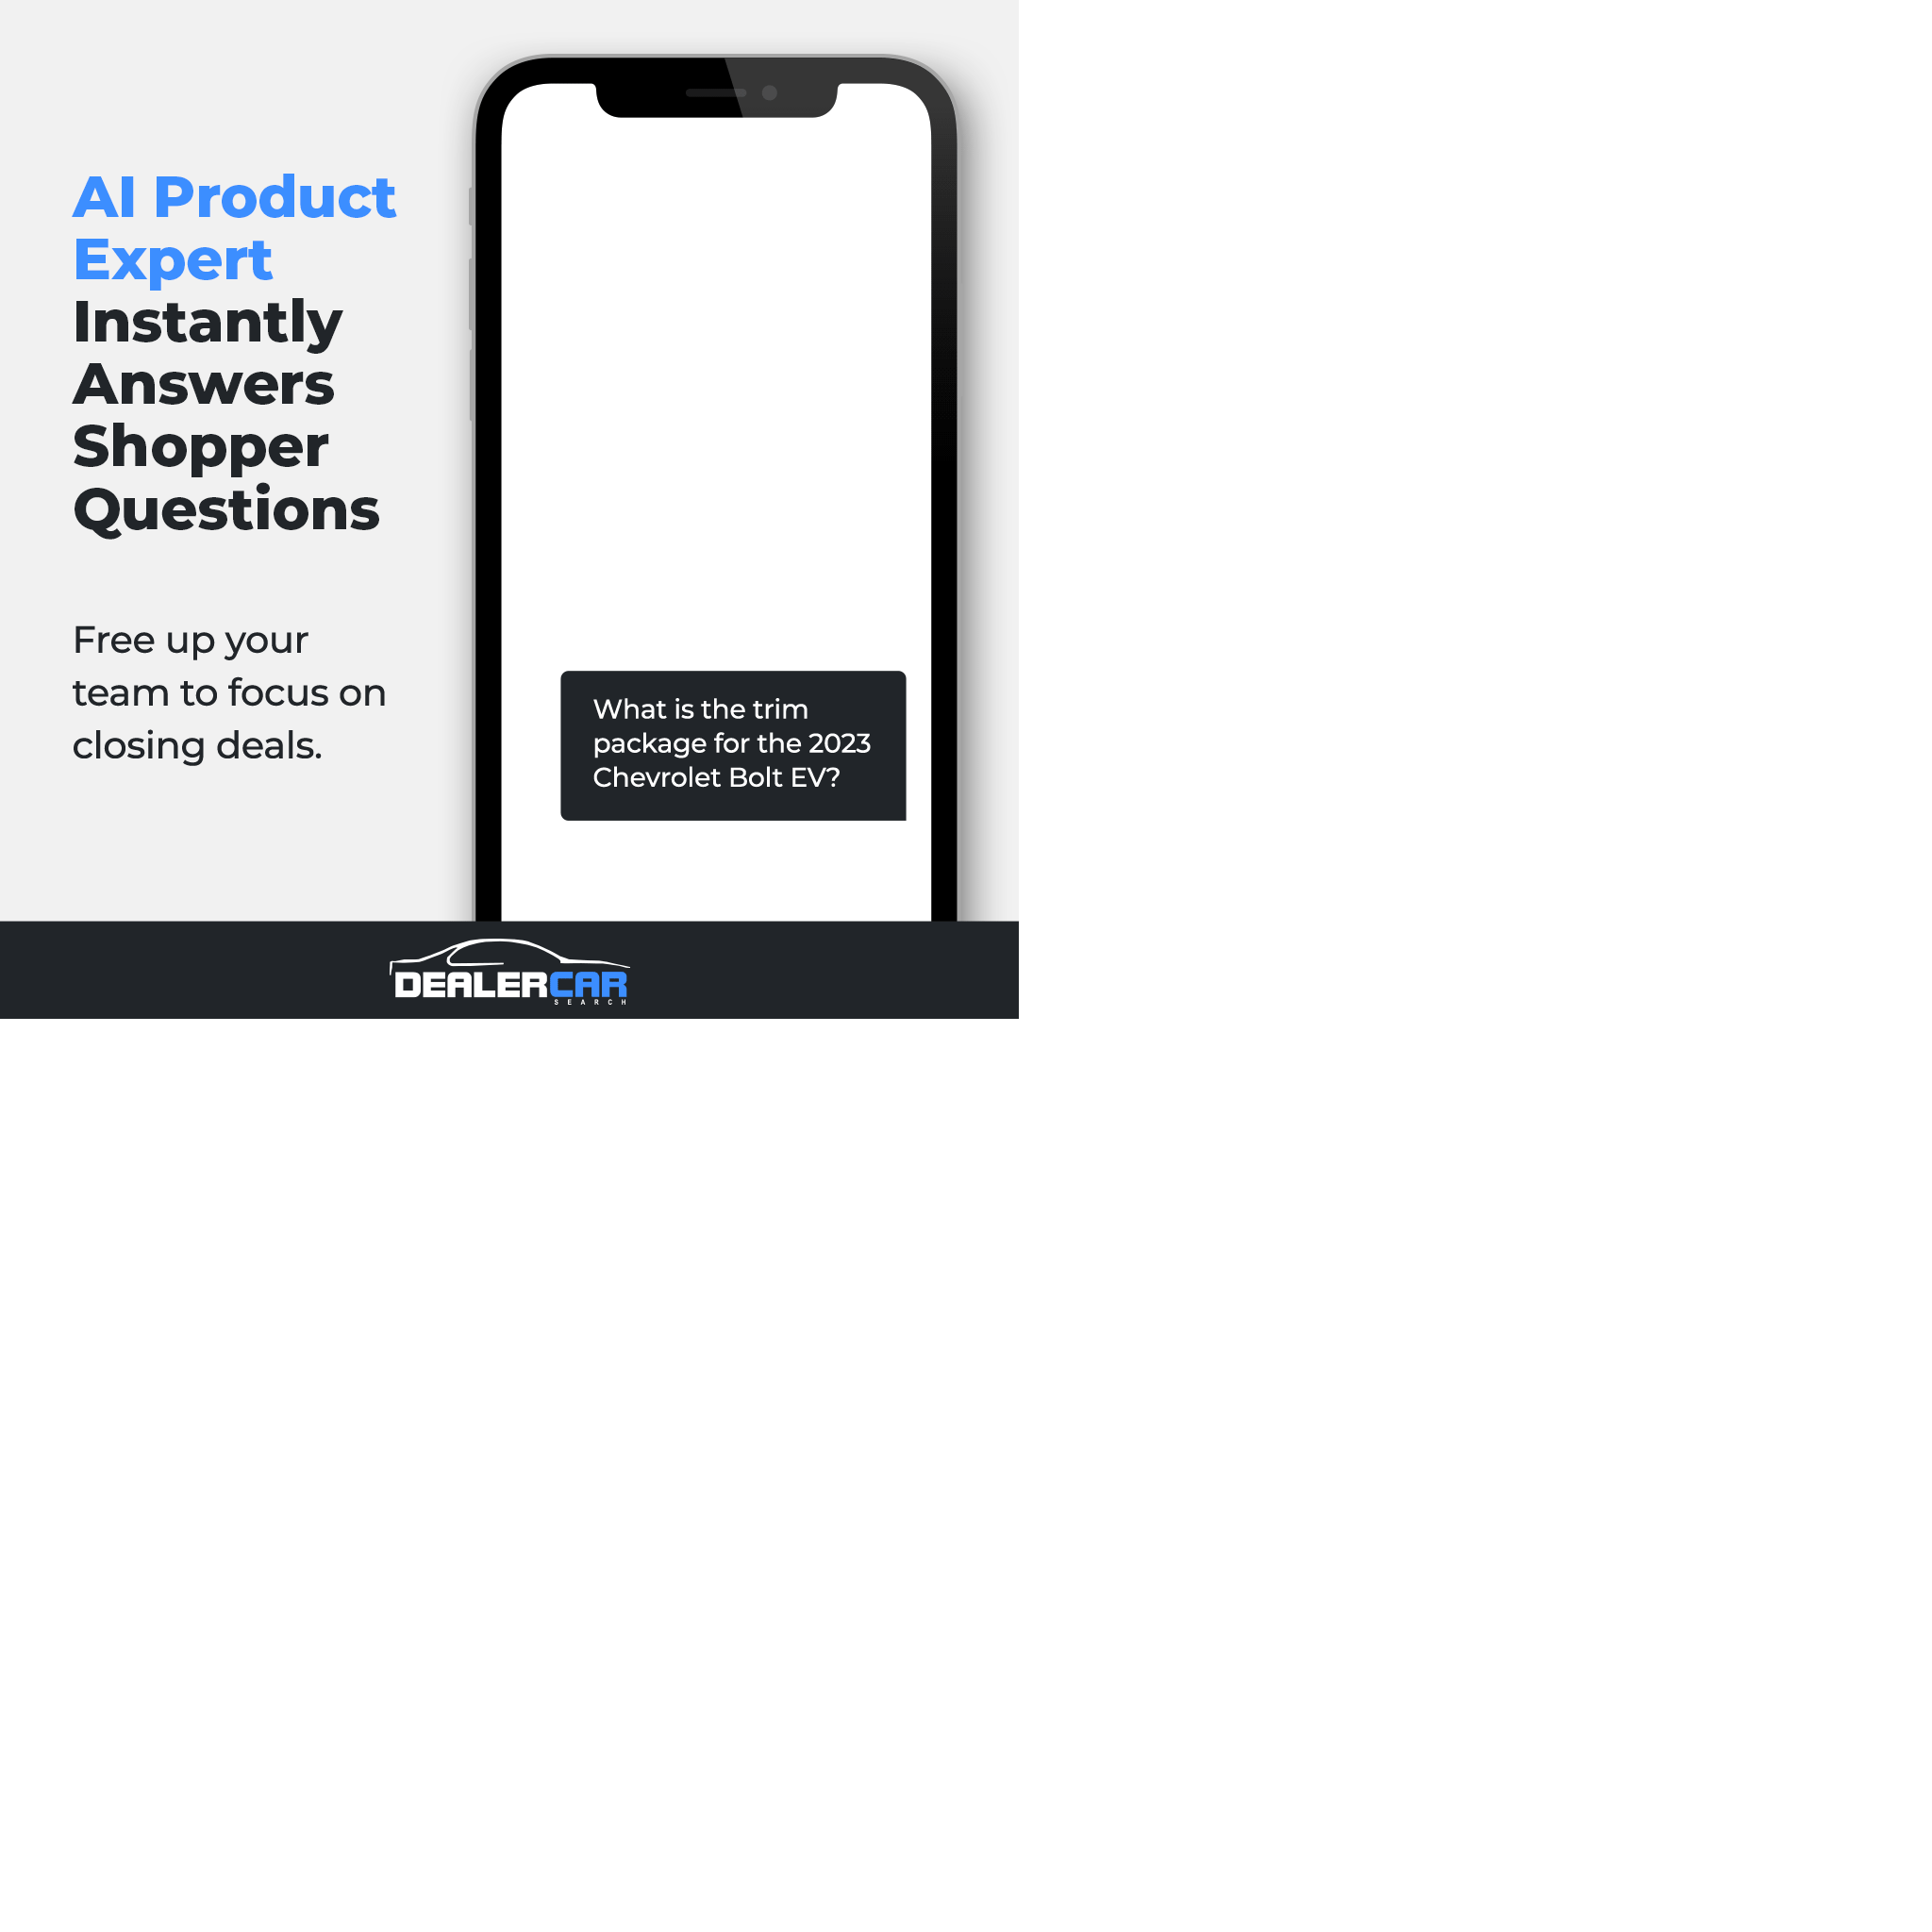 AI Product
Expert
Instantly
Answers
Shopper
Questions
Free up your
team to focus on
closing deals.
What is the trim
package for the 2023
Chevrolet Bolt EV?
DEALERCAR
SEARCH